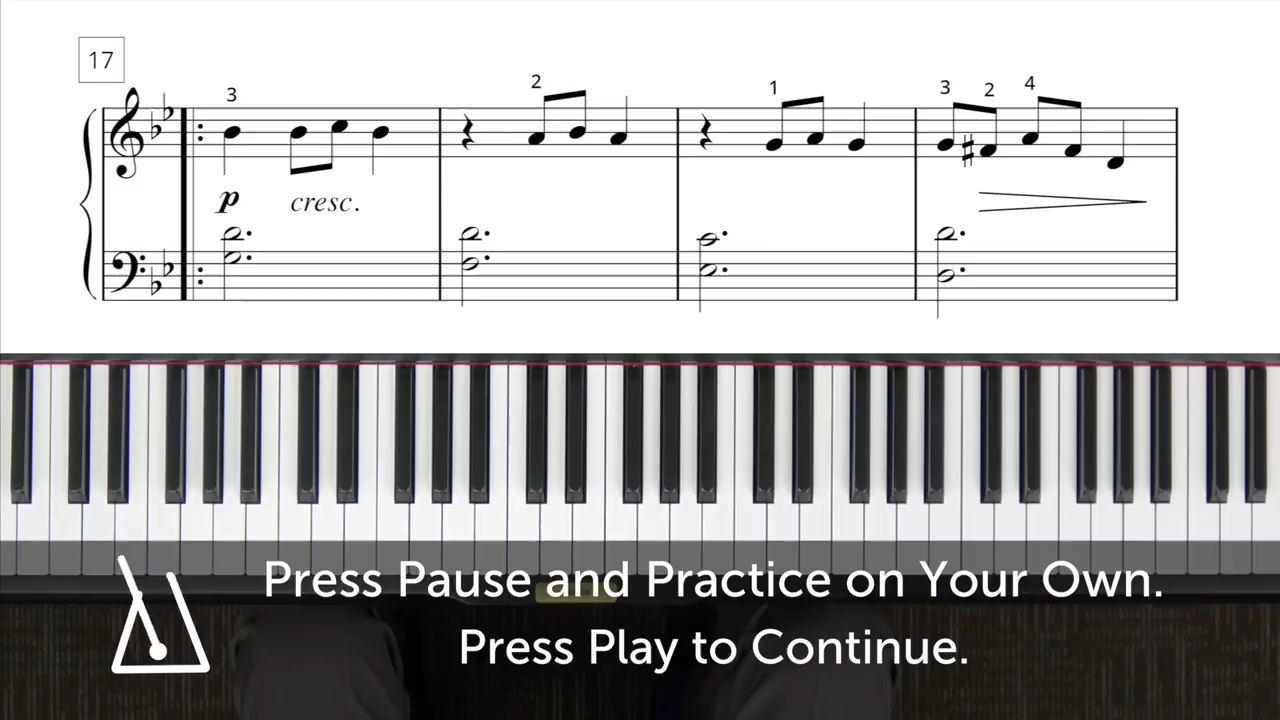 17
3 2 1 3 2 4
p cresc.
Press Pause and Practice on Your Own.
Press Play to Continue.